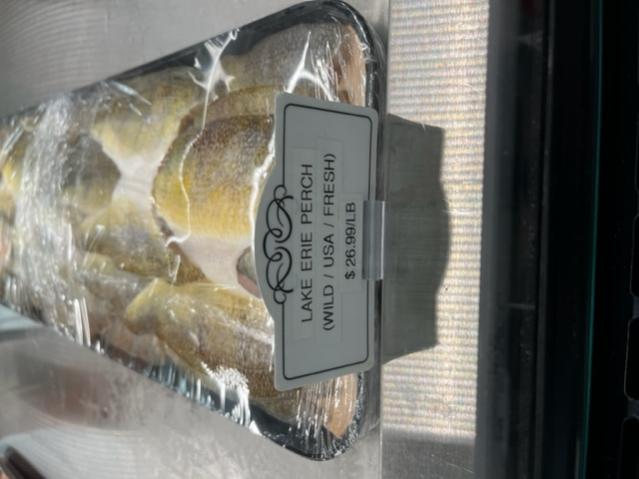 LAKE ERIE PERCH
(WILD / USA / FRESH)
$ 26.99/LB